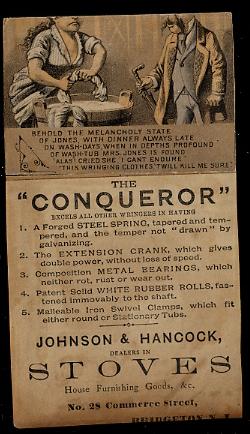 BEHOLD THE MELANCHOLY STATE
OF JONES, WITH DINNER ALWAYS LATE
ON WASH-DAYS, WHEN IN DEPTHS PROFOUND
OF WASH-TUB MRS. JONES IS FOUND
"ALAS! CRIED SHE "I CAN'T ENDURE
"THIS WRINGING CLOTHES, 'TWILL KILL ME SURE"
THE
"CONQUEROR"
EXCELS ALL OTHER WRINGERS IN HAVING
1. A Forged STEEL SPRING, tapered and tem-
pered, and the temper not "drawn" by
galvanizing.
2. The EXTENSION CRANK, which gives
double power, without loss of speed.
3. Composition METAL BEARINGS, which
neither rot, rust or wear out.
4. Patent Solid WHITE RUBBER ROLLS, fas-
tened immovably to the shaft.
5. Malleable Iron Swivel Clamps, which fit
either round or Stationary Tubs.
JOHNSON & HANCOCK,
DEALERS IN
STOVES
House Furnishing Goods, &c.
No. 28 Commerce Street,
BRIDGETON N. J.